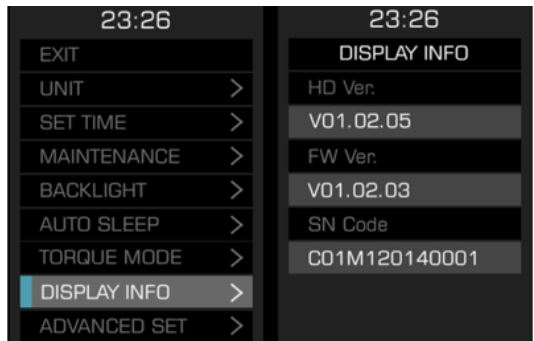 23:26
EXIT
UNIT >
SET TIME >
MAINTENANCE >
BACKLIGHT >
AUTO SLEEP >
TORQUE MODE >
DISPLAY INFO >
ADVANCED SET >
23:26
DISPLAY INFO
HD Ver.
V01.02.05
FW Ver.
V01.02.03
SN Code
C01M120140001